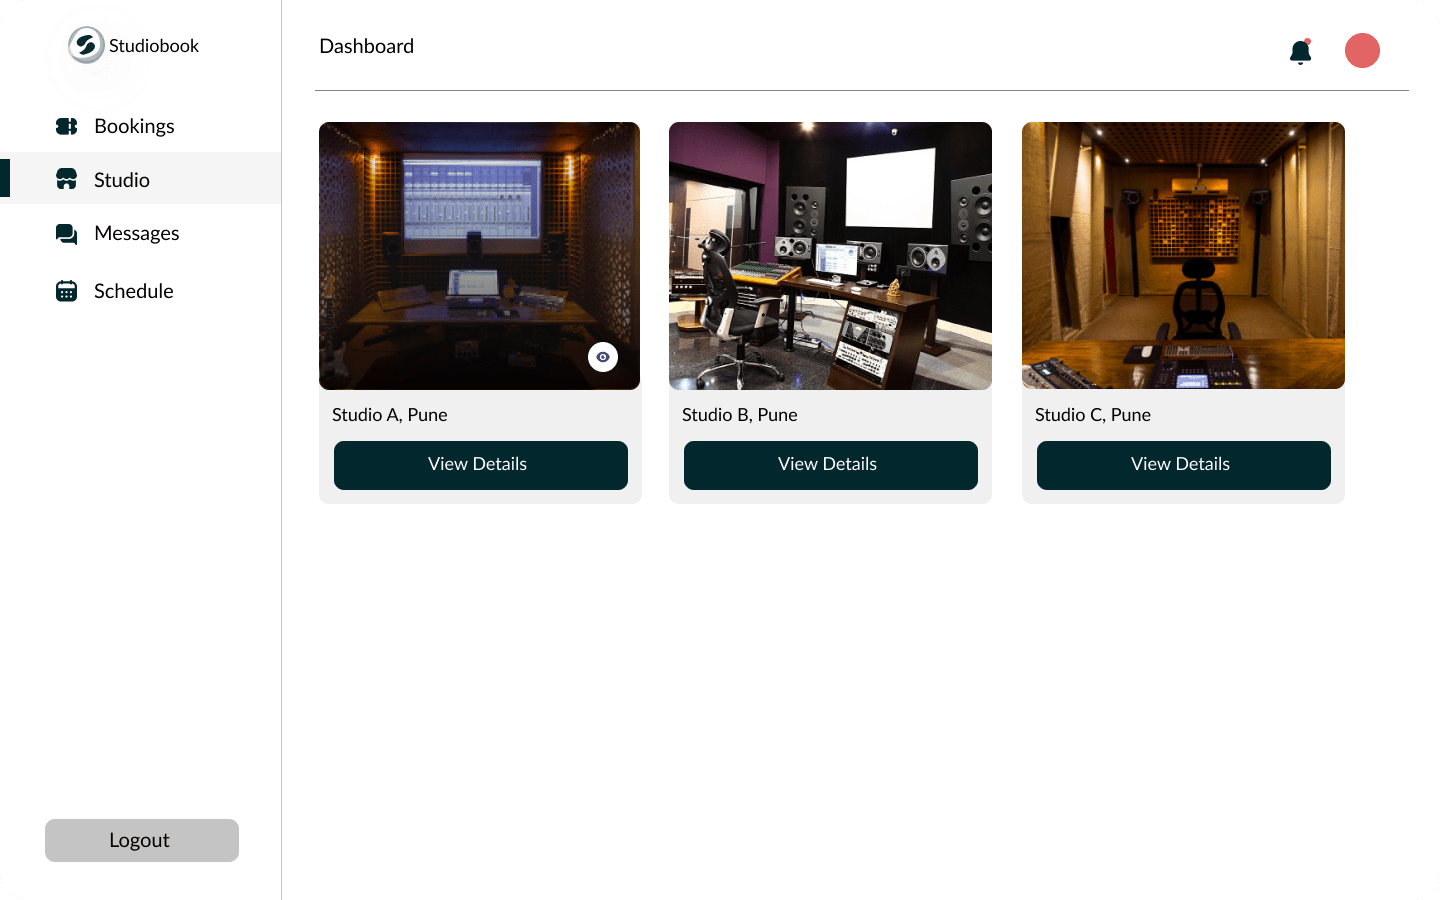 Studiobook
Dashboard
Bookings
Studio
Messages
Schedule
Studio A, Pune
View Details
Studio B, Pune
View Details
Studio C, Pune
View Details
Logout